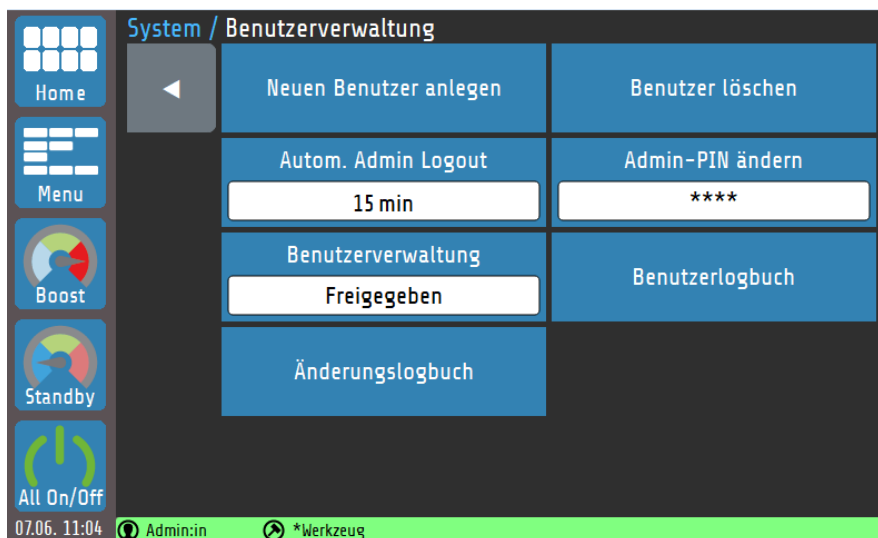 System / Benutzerverwaltung
Home
◄
Neuen Benutzer anlegen
Benutzer löschen
Menu
Autom. Admin Logout
15 min
Admin-PIN ändern
****
Boost
Benutzerverwaltung
Freigegeben
Benutzerlogbuch
Standby
Änderungslogbuch
All On/Off
07.06. 11:04
Admin:in
*Werkzeug